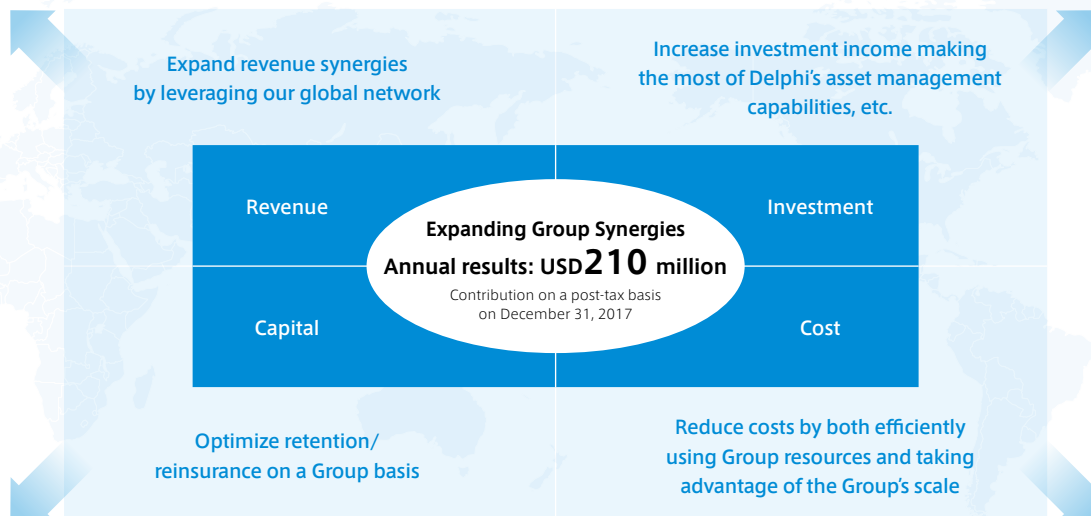 Expand revenue synergies
by leveraging our global network
Increase investment income making
the most of Delphi's asset management
capabilities, etc.
Revenue
Investment
Expanding Group Synergies
Annual results: USD210 million
Contribution on a post-tax basis
on December 31, 2017
Capital
Cost
Optimize retention/
reinsurance on a Group basis
Reduce costs by both efficiently
using Group resources and taking
advantage of the Group's scale